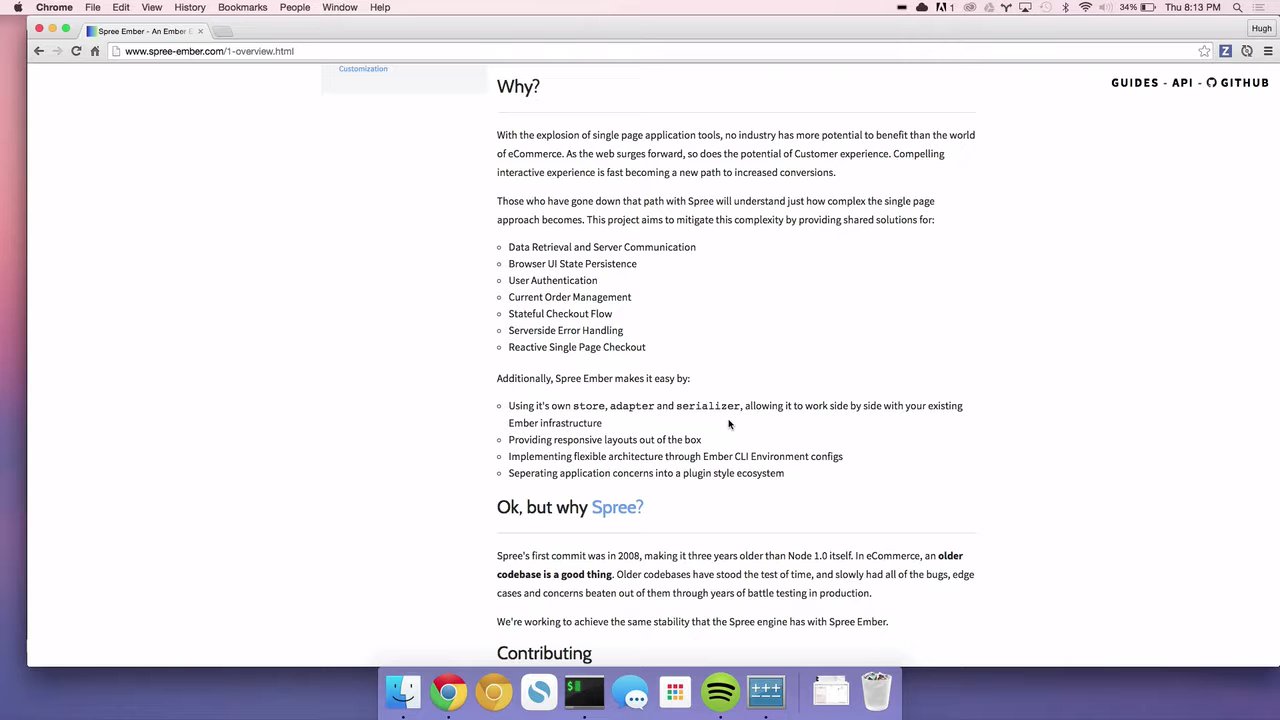 Chrome File Edit View History Bookmarks People Window Help
1 34% Thu 8:13 PM
Spree Ember - An Ember E
Hugh
www.spree-ember.com/1-overview.html
Customization
GUIDES - API - GITHUB
Why?
With the explosion of single page application tools, no industry has more potential to benefit than the world
of eCommerce. As the web surges forward, so does the potential of Customer experience. Compelling
interactive experience is fast becoming a new path to increased conversions.
Those who have gone down that path with Spree will understand just how complex the single page
approach becomes. This project aims to mitigate this complexity by providing shared solutions for:
Data Retrieval and Server Communication
Browser UI State Persistence
User Authentication
Current Order Management
Stateful Checkout Flow
Serverside Error Handling
Reactive Single Page Checkout
Additionally, Spree Ember makes it easy by:
Using it's own store, adapter and serializer, allowing it to work side by side with your existing
Ember infrastructure
Providing responsive layouts out of the box
Implementing flexible architecture through Ember CLI Environment configs
Seperating application concerns into a plugin style ecosystem
Ok, but why Spree?
Spree's first commit was in 2008, making it three years older than Node 1.0 itself. In eCommerce, an older
codebase is a good thing. Older codebases have stood the test of time, and slowly had all of the bugs, edge
cases and concerns beaten out of them through years of battle testing in production.
We're working to achieve the same stability that the Spree engine has with Spree Ember.
Contributing